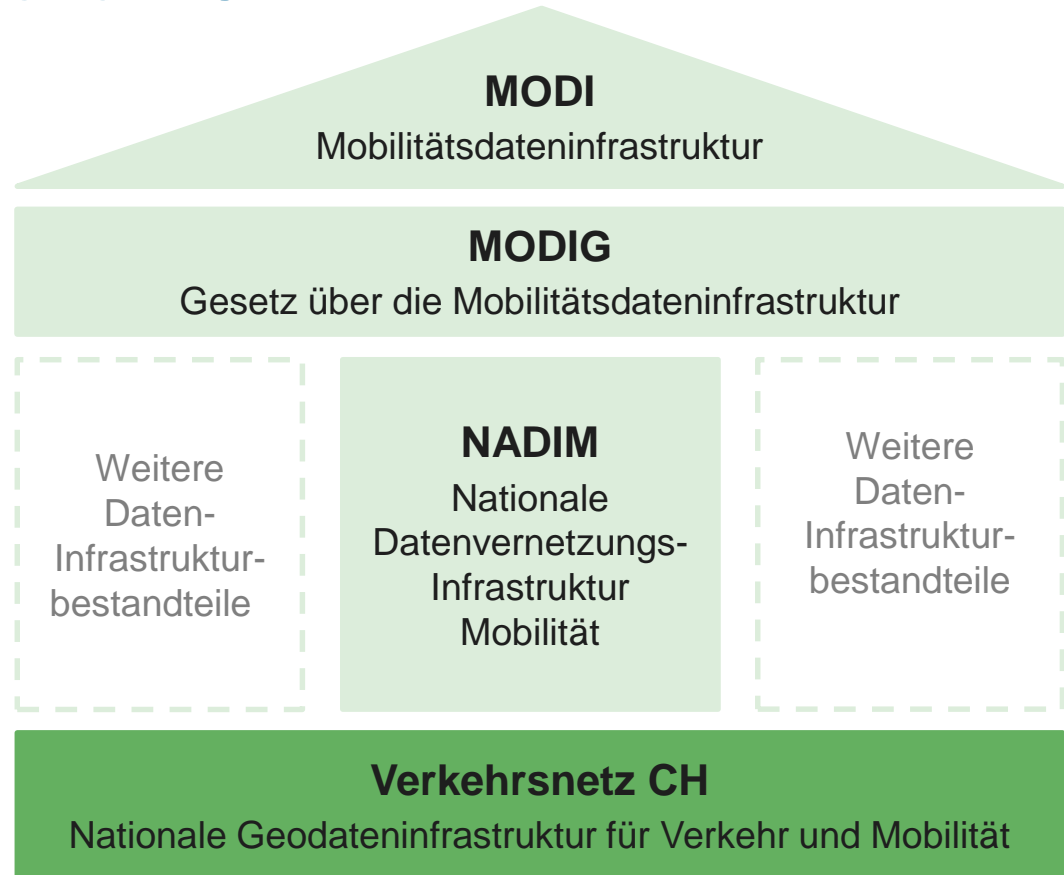 MODI
Mobilitätsdateninfrastruktur
MODIG
Gesetz über die Mobilitätsdateninfrastruktur
Weitere
Daten-
Infrastruktur-
bestandteile
NADIM
Nationale
Datenvernetzungs-
Infrastruktur
Mobilität
Weitere
Daten-
Infrastruktur-
bestandteile
Verkehrsnetz CH
Nationale Geodateninfrastruktur für Verkehr und Mobilität